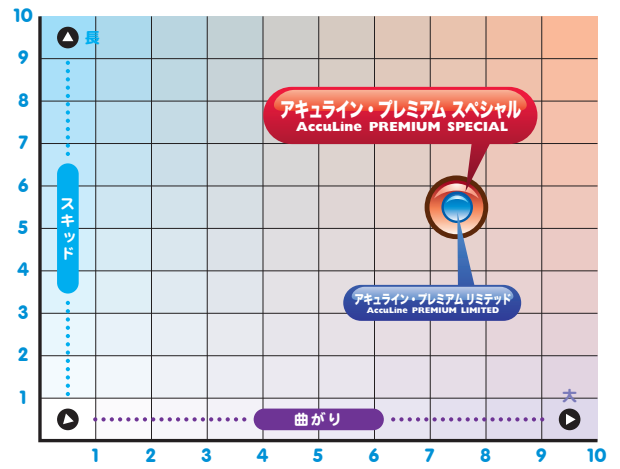 10
長
9
8
アキュライン・プレミアム スペシャル
AccuLine PREMIUM SPECIAL
7
6
スキッド
5
4
アキュライン・プレミアム リミテッド
AccuLine PREMIUM LIMITED
3
2
大
1
曲がり
1 2 3 4 5 6 7 8 9 10